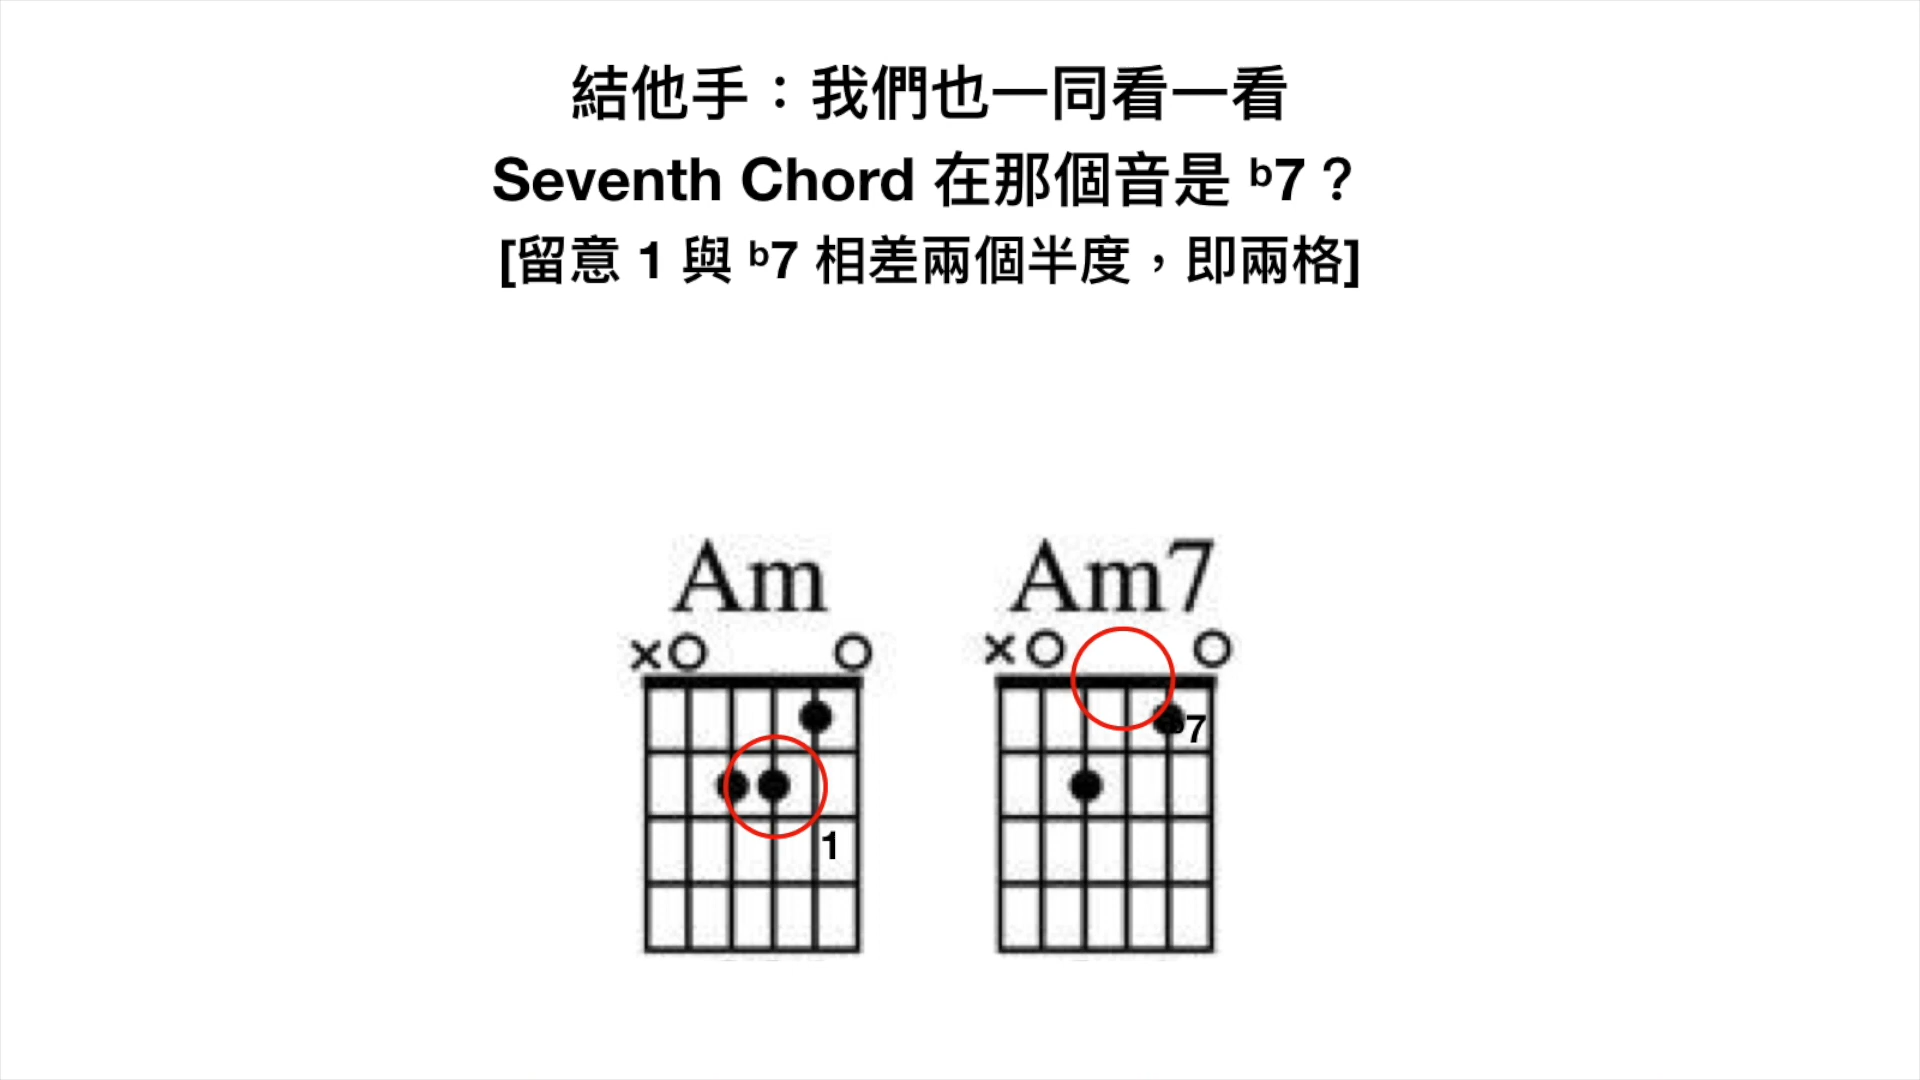 結他手：我們也一同看一看
Seventh Chord 在那個音是 ᵇ7？
[留意 1 與 ᵇ7 相差兩個半度，即兩格]
Am Am7
×○ ○ ×○ ○
7
1